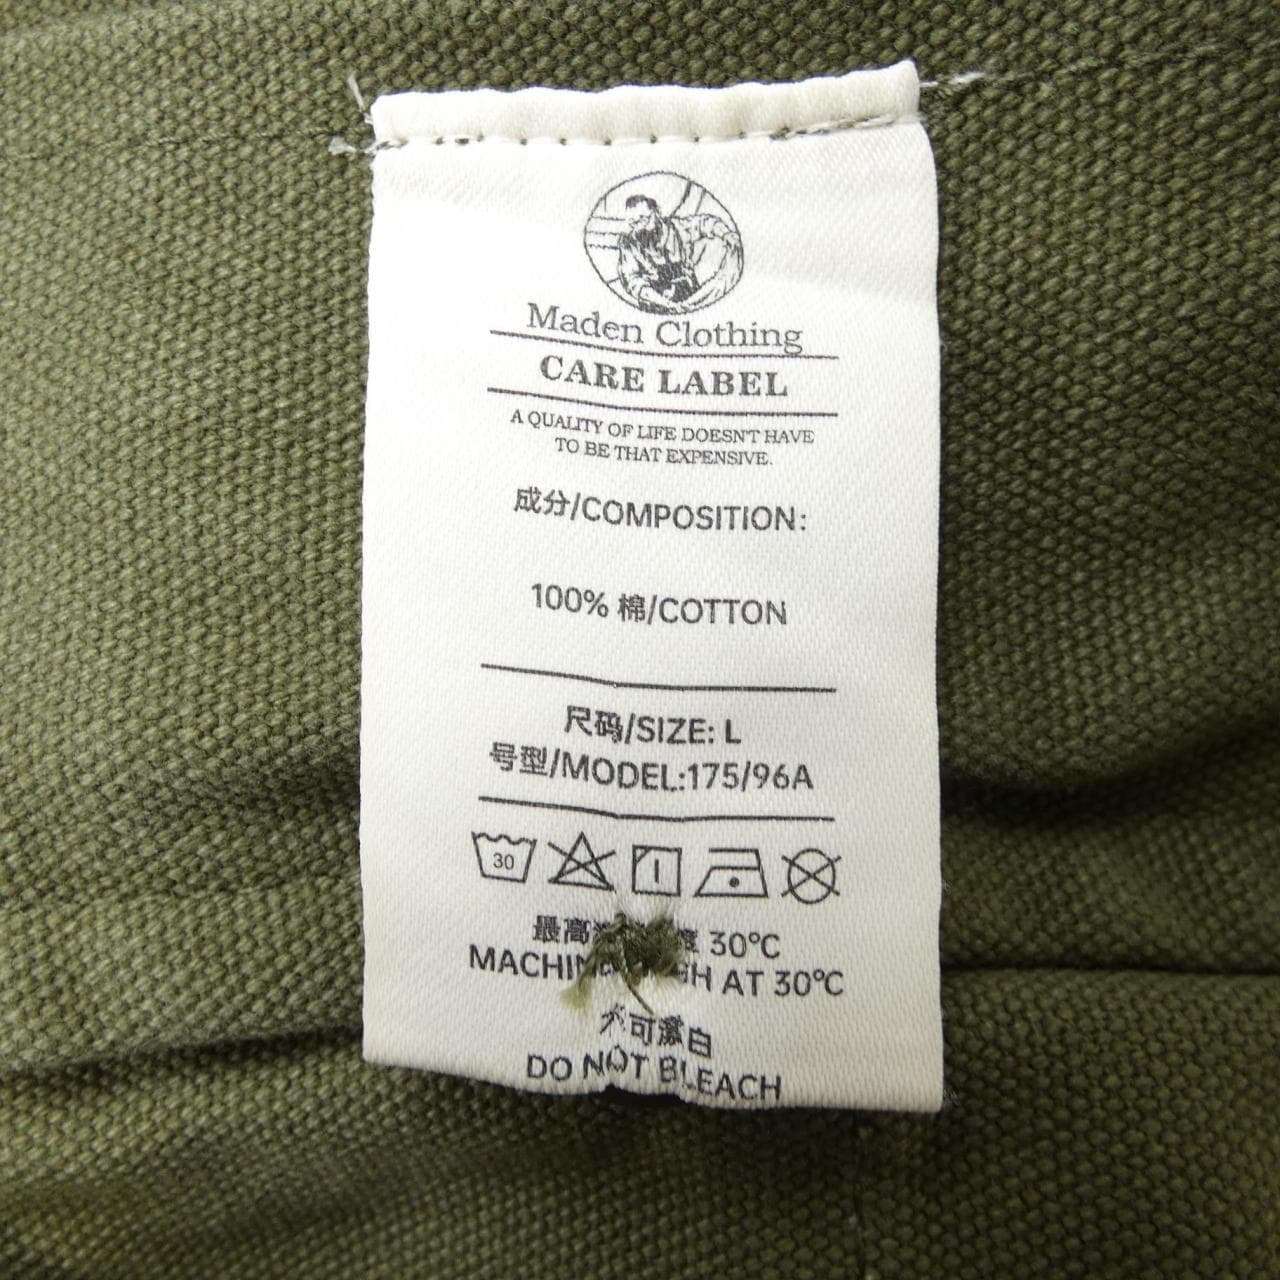 Maden Clothing
CARE LABEL
A QUALITY OF LIFE DOESN'T HAVE
TO BE THAT EXPENSIVE.
成分/COMPOSITION:
100% 棉/COTTON
尺码/SIZE: L
号型/MODEL:175/96A
30
最高 30℃
AT 30℃
不可漂白
DO NOT BLEACH